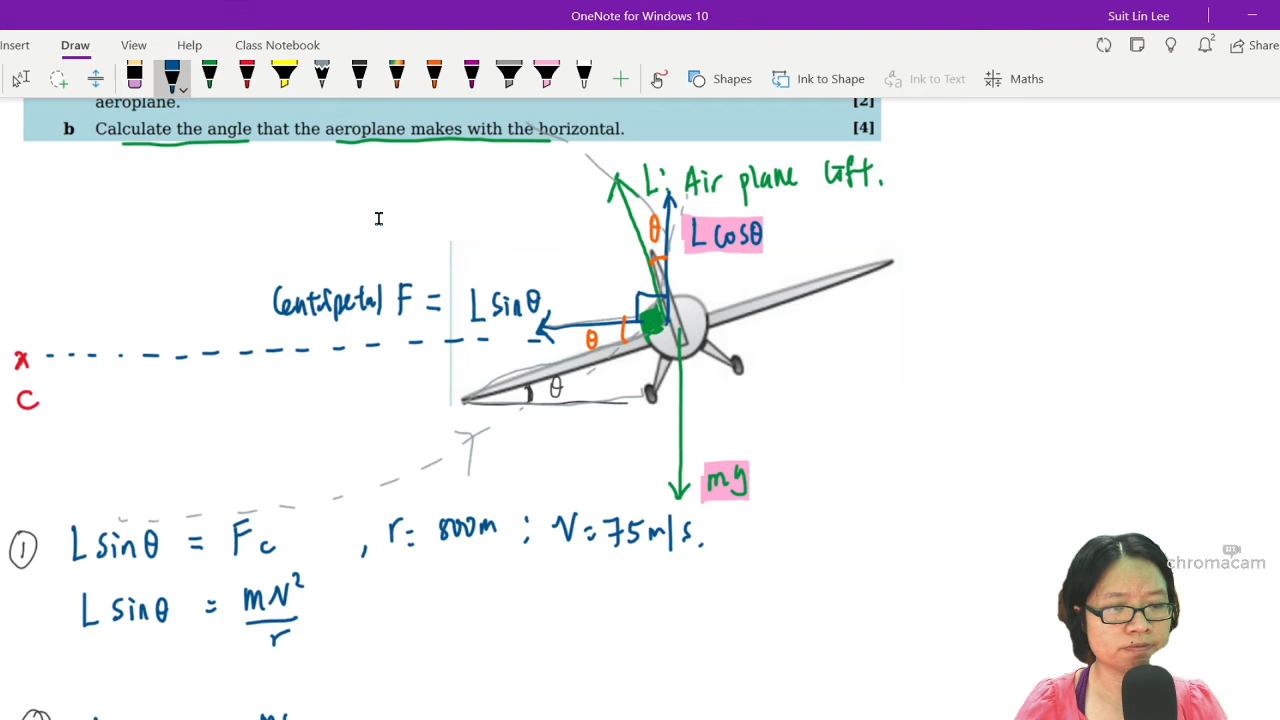 OneNote for Windows 10
Suit Lin Lee
Insert Draw View Help Class Notebook
2
Share
Shapes Ink to Shape Ink to Text Maths
aeroplane. [2]
b Calculate the angle that the aeroplane makes with the horizontal. [4]
L: Air plane Lift.
θ
L cosθ
Centripetal F = L sinθ
θ
x
θ
C
mg
① L sinθ = Fc , r = 800m ; V = 75m/s.
L sinθ = mV²
r
chromacam